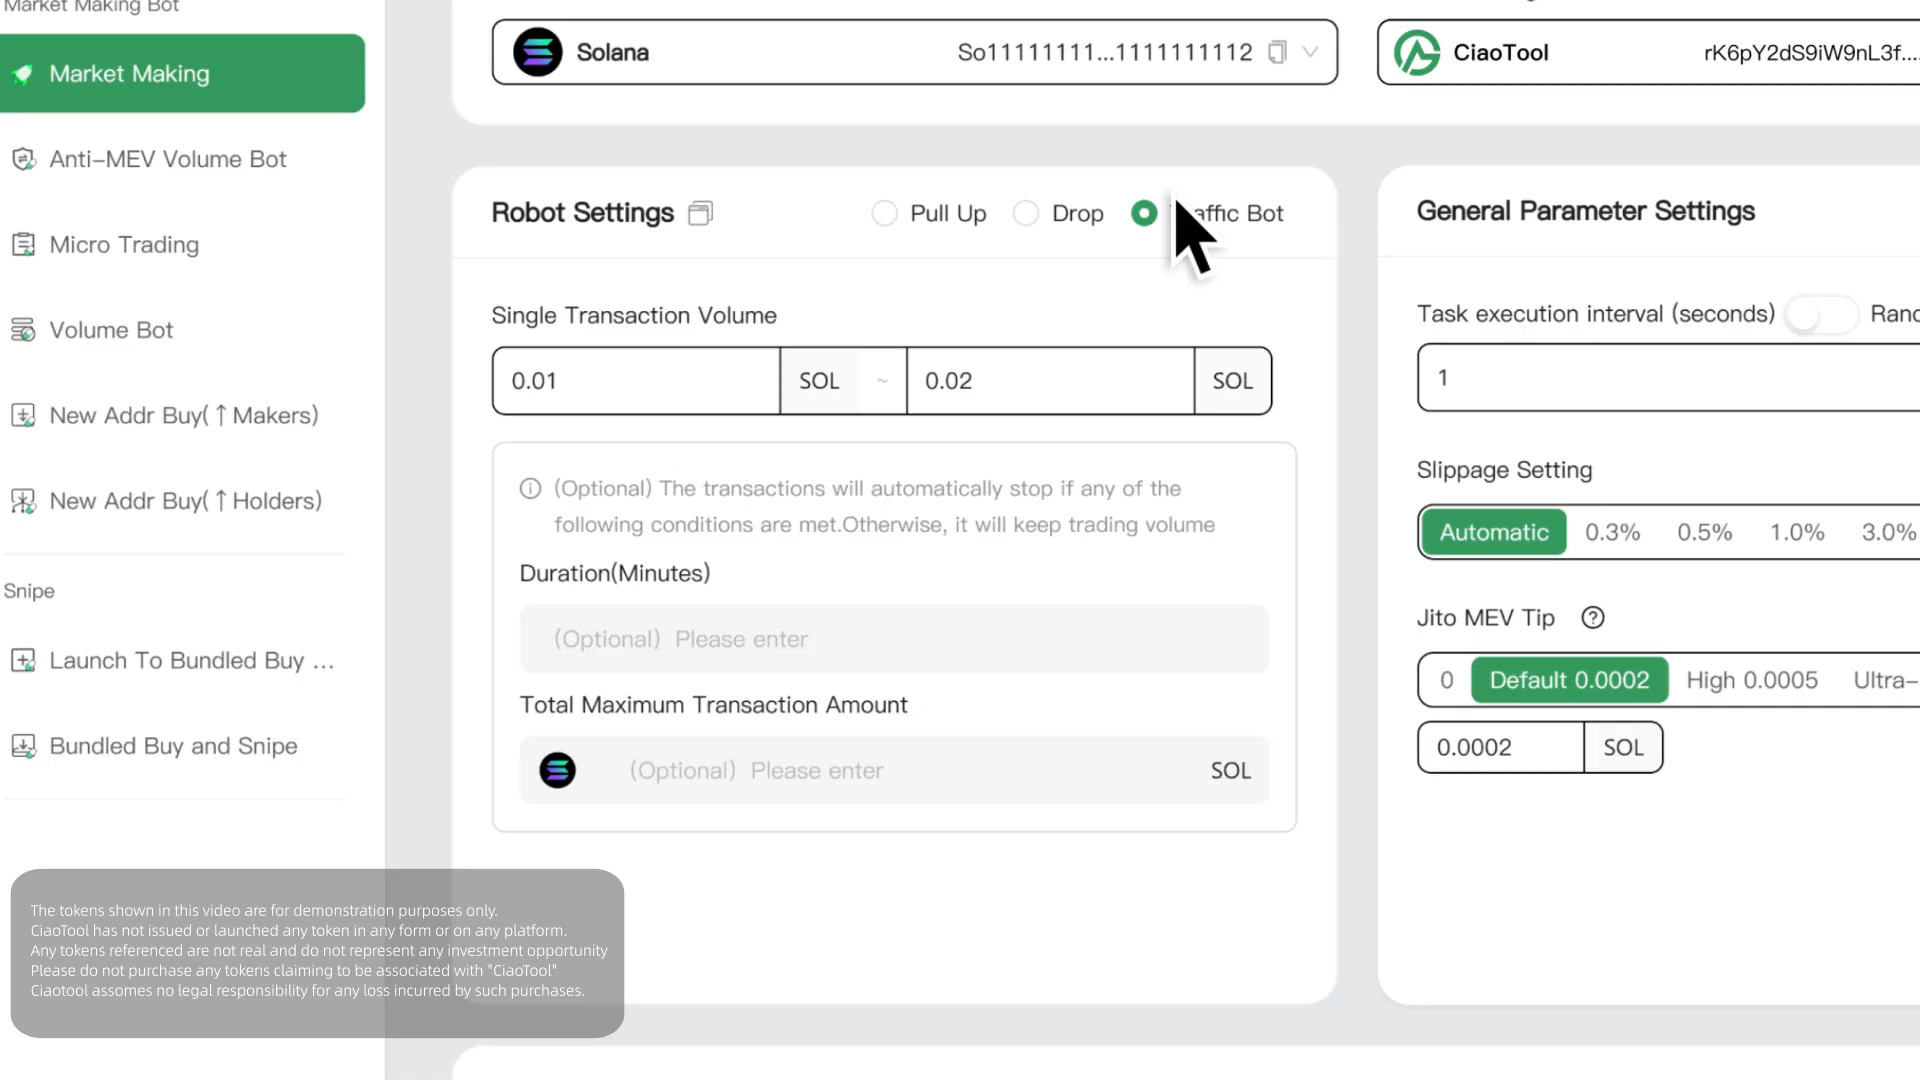 Market Making Bot
Market Making
Anti-MEV Volume Bot
Micro Trading
Volume Bot
New Addr Buy(↑Makers)
New Addr Buy(↑Holders)
Snipe
Launch To Bundled Buy ...
Bundled Buy and Snipe
Solana So11111111...1111111112
CiaoTool rK6pY2dS9iW9nL3f...
Robot Settings Pull Up Drop Bot
Single Transaction Volume
0.01 SOL ~ 0.02 SOL
(Optional) The transactions will automatically stop if any of the
following conditions are met.Otherwise, it will keep trading volume
Duration(Minutes)
(Optional) Please enter
Total Maximum Transaction Amount
(Optional) Please enter SOL
General Parameter Settings
Task execution interval (seconds)
1
Slippage Setting
Automatic 0.3% 0.5% 1.0% 3.0%
Jito MEV Tip
0 Default 0.0002 High 0.0005 Ultra-
0.0002 SOL
The tokens shown in this video are for demonstration purposes only.
CiaoTool has not issued or launched any token in any form or on any platform.
Any tokens referenced are not real and do not represent any investment opportunity
Please do not purchase any tokens claiming to be associated with "CiaoTool"
Ciaotool assomes no legal responsibility for any loss incurred by such purchases.